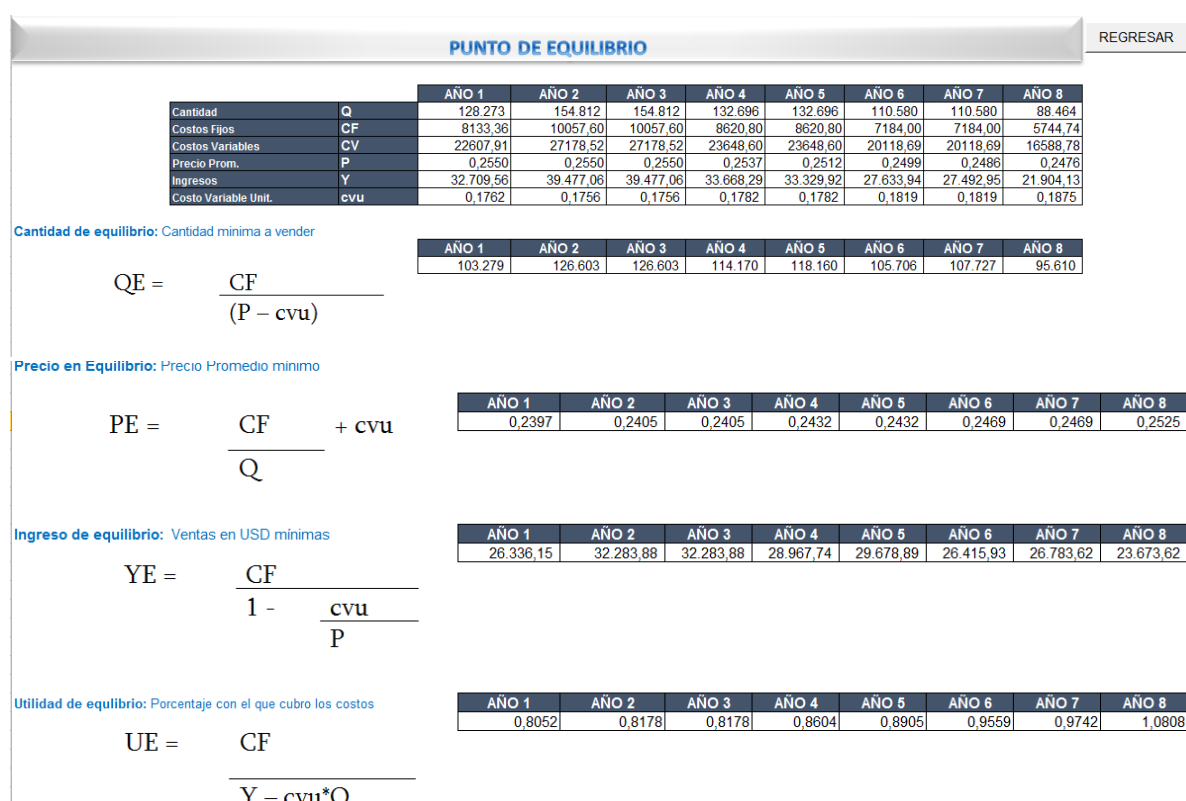 PUNTO DE EQUILIBRIO
REGRESAR
AÑO 1 AÑO 2 AÑO 3 AÑO 4 AÑO 5 AÑO 6 AÑO 7 AÑO 8
Cantidad Q 128.273 154.812 154.812 132.696 132.696 110.580 110.580 88.464
Costos Fijos CF 8133,36 10057,60 10057,60 8620,80 8620,80 7184,00 7184,00 5744,74
Costos Variables CV 22607,91 27178,52 27178,52 23648,60 23648,60 20118,69 20118,69 16588,78
Precio Prom. P 0,2550 0,2550 0,2550 0,2537 0,2512 0,2499 0,2486 0,2476
Ingresos Y 32.709,56 39.477,06 39.477,06 33.668,29 33.329,92 27.633,94 27.492,95 21.904,13
Costo Variable Unit. cvu 0,1762 0,1756 0,1756 0,1782 0,1782 0,1819 0,1819 0,1875
Cantidad de equilibrio: Cantidad minima a vender
AÑO 1 AÑO 2 AÑO 3 AÑO 4 AÑO 5 AÑO 6 AÑO 7 AÑO 8
103.279 126.603 126.603 114.170 118.160 105.706 107.727 95.610
QE = CF
(P – cvu)
Precio en Equilibrio: Precio Promedio minimo
AÑO 1 AÑO 2 AÑO 3 AÑO 4 AÑO 5 AÑO 6 AÑO 7 AÑO 8
0,2397 0,2405 0,2405 0,2432 0,2432 0,2469 0,2469 0,2525
PE = CF + cvu
Q
Ingreso de equilibrio: Ventas en USD mínimas
AÑO 1 AÑO 2 AÑO 3 AÑO 4 AÑO 5 AÑO 6 AÑO 7 AÑO 8
26.336,15 32.283,88 32.283,88 28.967,74 29.678,89 26.415,93 26.783,62 23.673,62
YE = CF
1 - cvu
P
Utilidad de equlibrio: Porcentaje con el que cubro los costos
AÑO 1 AÑO 2 AÑO 3 AÑO 4 AÑO 5 AÑO 6 AÑO 7 AÑO 8
0,8052 0,8178 0,8178 0,8604 0,8905 0,9559 0,9742 1,0808
UE = CF
Y – cvu*Q